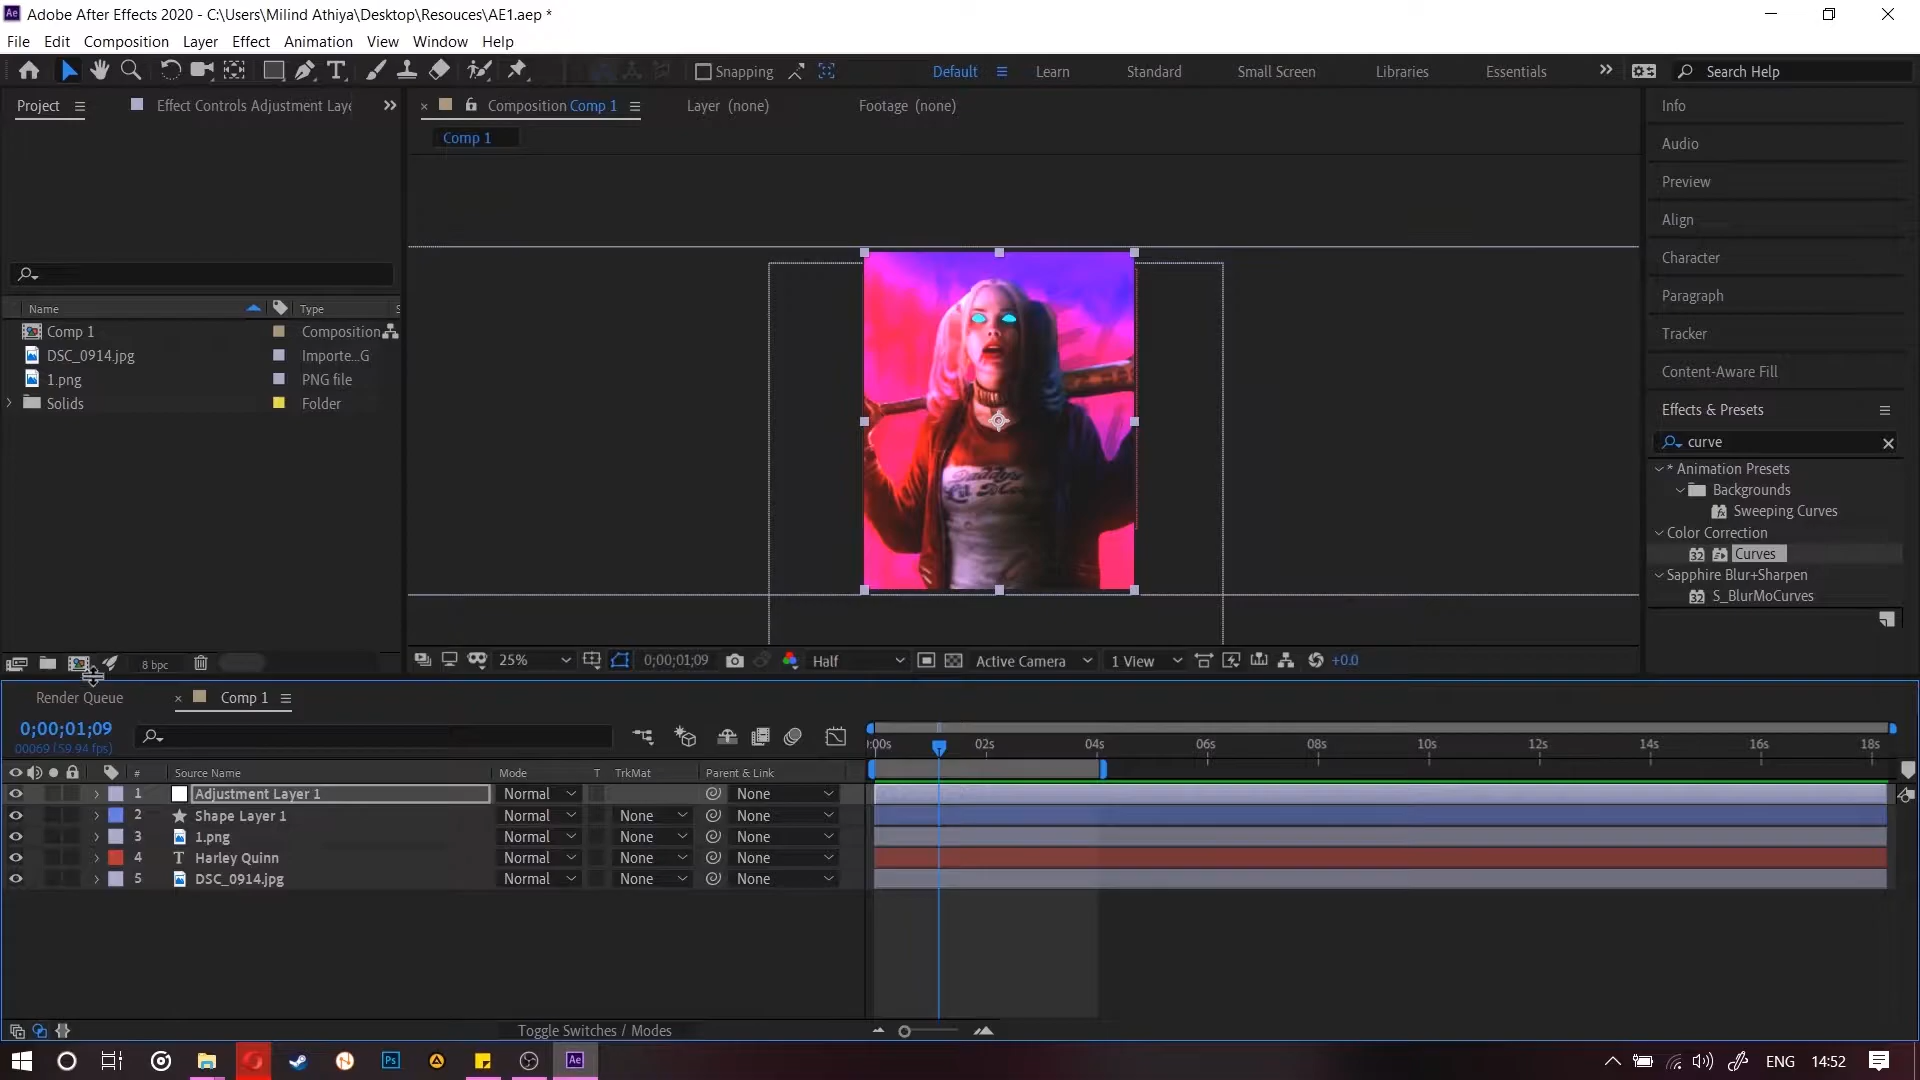 Adobe After Effects 2020 - C:\Users\Milind Athiya\Desktop\Resouces\AE1.aep *
File Edit Composition Layer Effect Animation View Window Help
Snapping Default Learn Standard Small Screen Libraries Essentials Search Help
Project Effect Controls Adjustment Laye
Composition Comp 1 Layer (none) Footage (none)
Comp 1
Name Type S
Comp 1 Composition
DSC_0914.jpg Importe...G
1.png PNG file
Solids Folder
8 bpc
25% 0;00;01;09 Half Active Camera 1 View +0.0
Info
Audio
Preview
Align
Character
Paragraph
Tracker
Content-Aware Fill
Effects & Presets
curve
* Animation Presets
Backgrounds
Sweeping Curves
Color Correction
Curves
Sapphire Blur+Sharpen
S_BlurMoCurves
Render Queue Comp 1
0;00;01;09
00069 (59.94 fps)
:00s 02s 04s 06s 08s 10s 12s 14s 16s 18s
# Source Name Mode T TrkMat Parent & Link
1 Adjustment Layer 1 Normal None
2 Shape Layer 1 Normal None None
3 1.png Normal None None
4 T Harley Quinn Normal None None
5 DSC_0914.jpg Normal None None
Toggle Switches / Modes
Ps Ae ENG 14:52